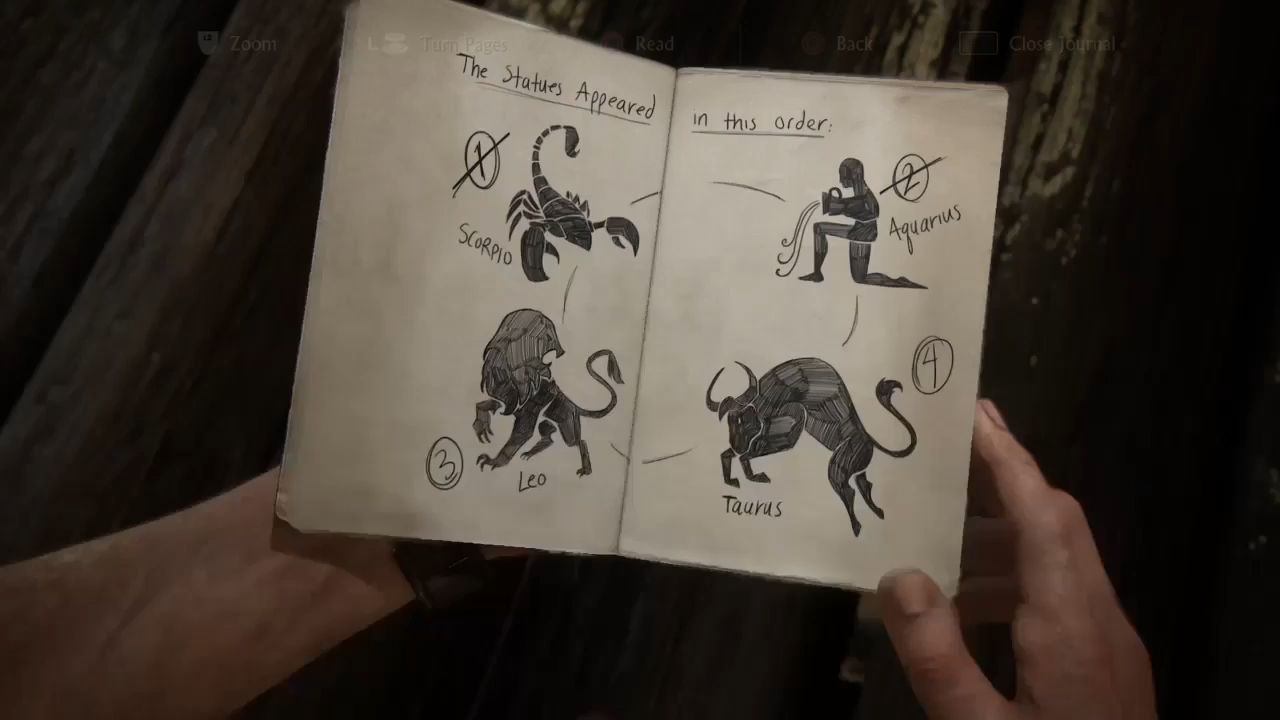 Zoom
L Turn Pages
Read
Back
Close Journal
The Statues Appeared
in this order:
1
2
SCORPIO
Aquarius
3
Leo
4
Taurus